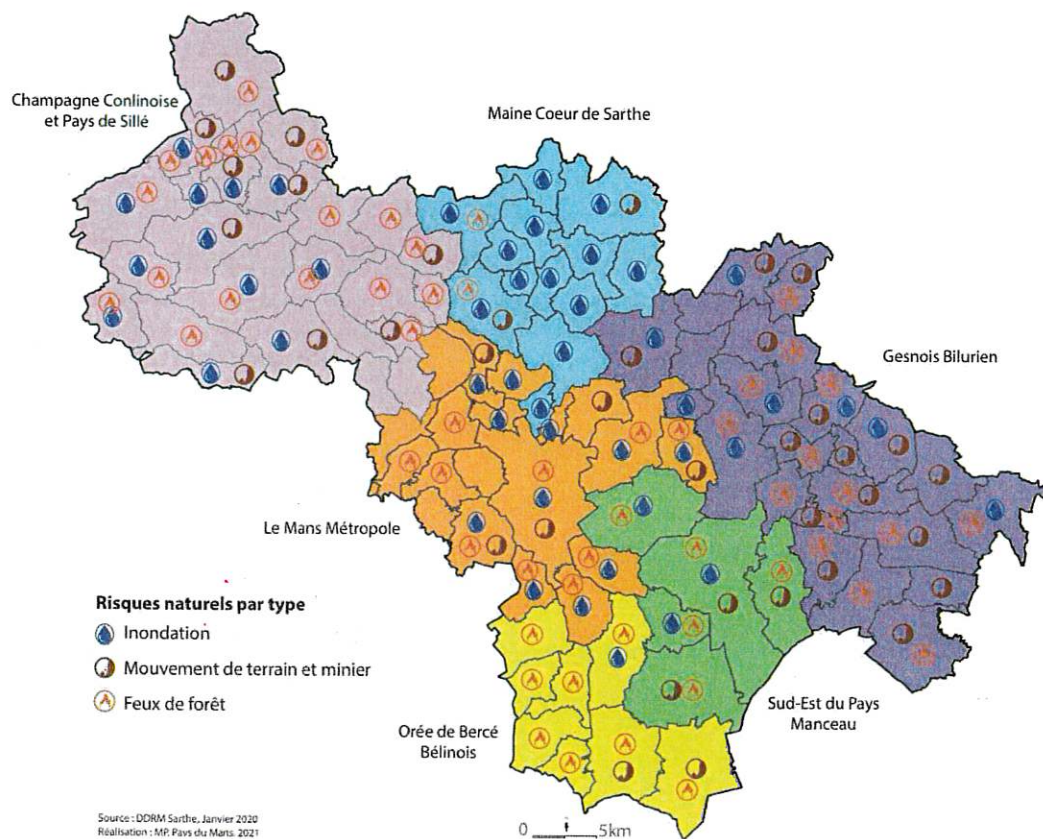 Champagne Conlinoise
et Pays de Sillé
Maine Coeur de Sarthe
Gesnois Bilurien
Le Mans Métropole
Risques naturels par type
Inondation
Mouvement de terrain et minier
Feux de forêt
Sud-Est du Pays
Manceau
Orée de Bercé
Bélinois
Source : DDRM Sarthe, Janvier 2020
Réalisation : MP. Pays du Mans. 2021
0 5km